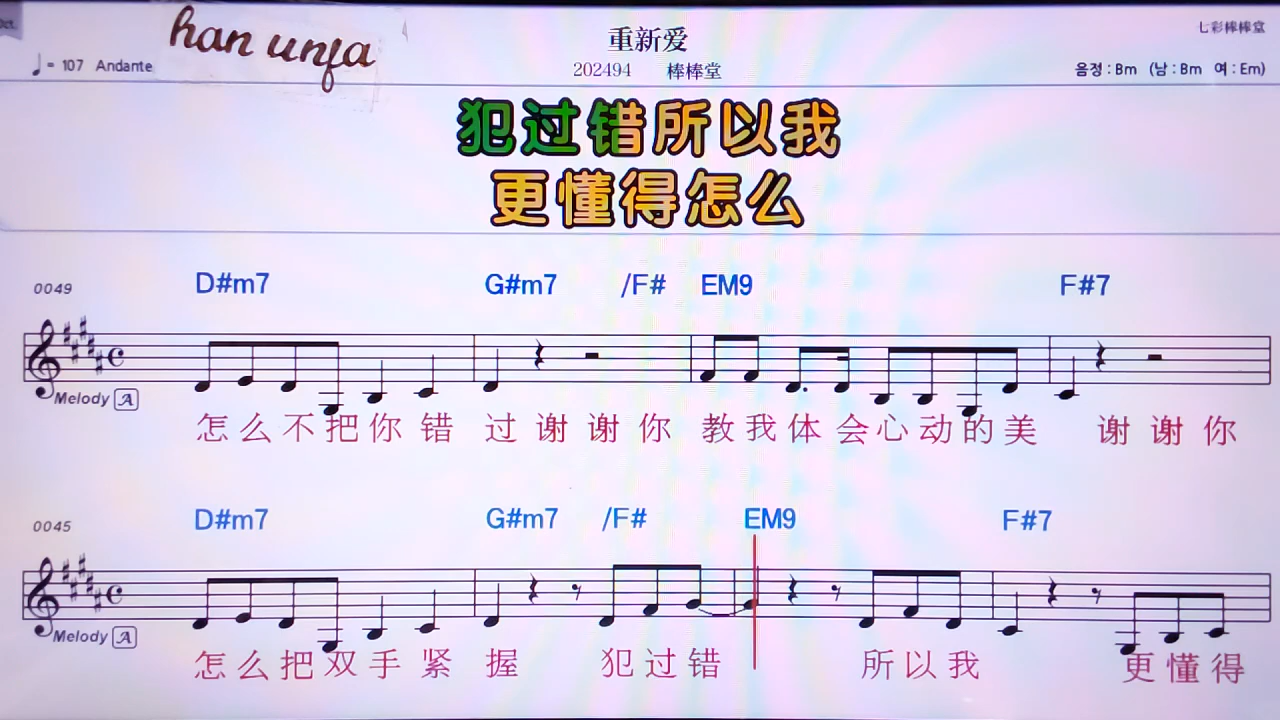 Oct.
han unfa
重新爱
七彩棒棒堂
♩= 107 Andante
202494 棒棒堂
음정 : Bm (남 : Bm 여 : Em)
犯过错所以我
更懂得怎么
0049 D#m7 G#m7 /F# EM9 F#7
Melody A
怎么不把你错过谢谢你教我体会心动的美 谢谢你
0045 D#m7 G#m7 /F# EM9 F#7
Melody A
怎么把双手紧握 犯过错 所以我 更懂得